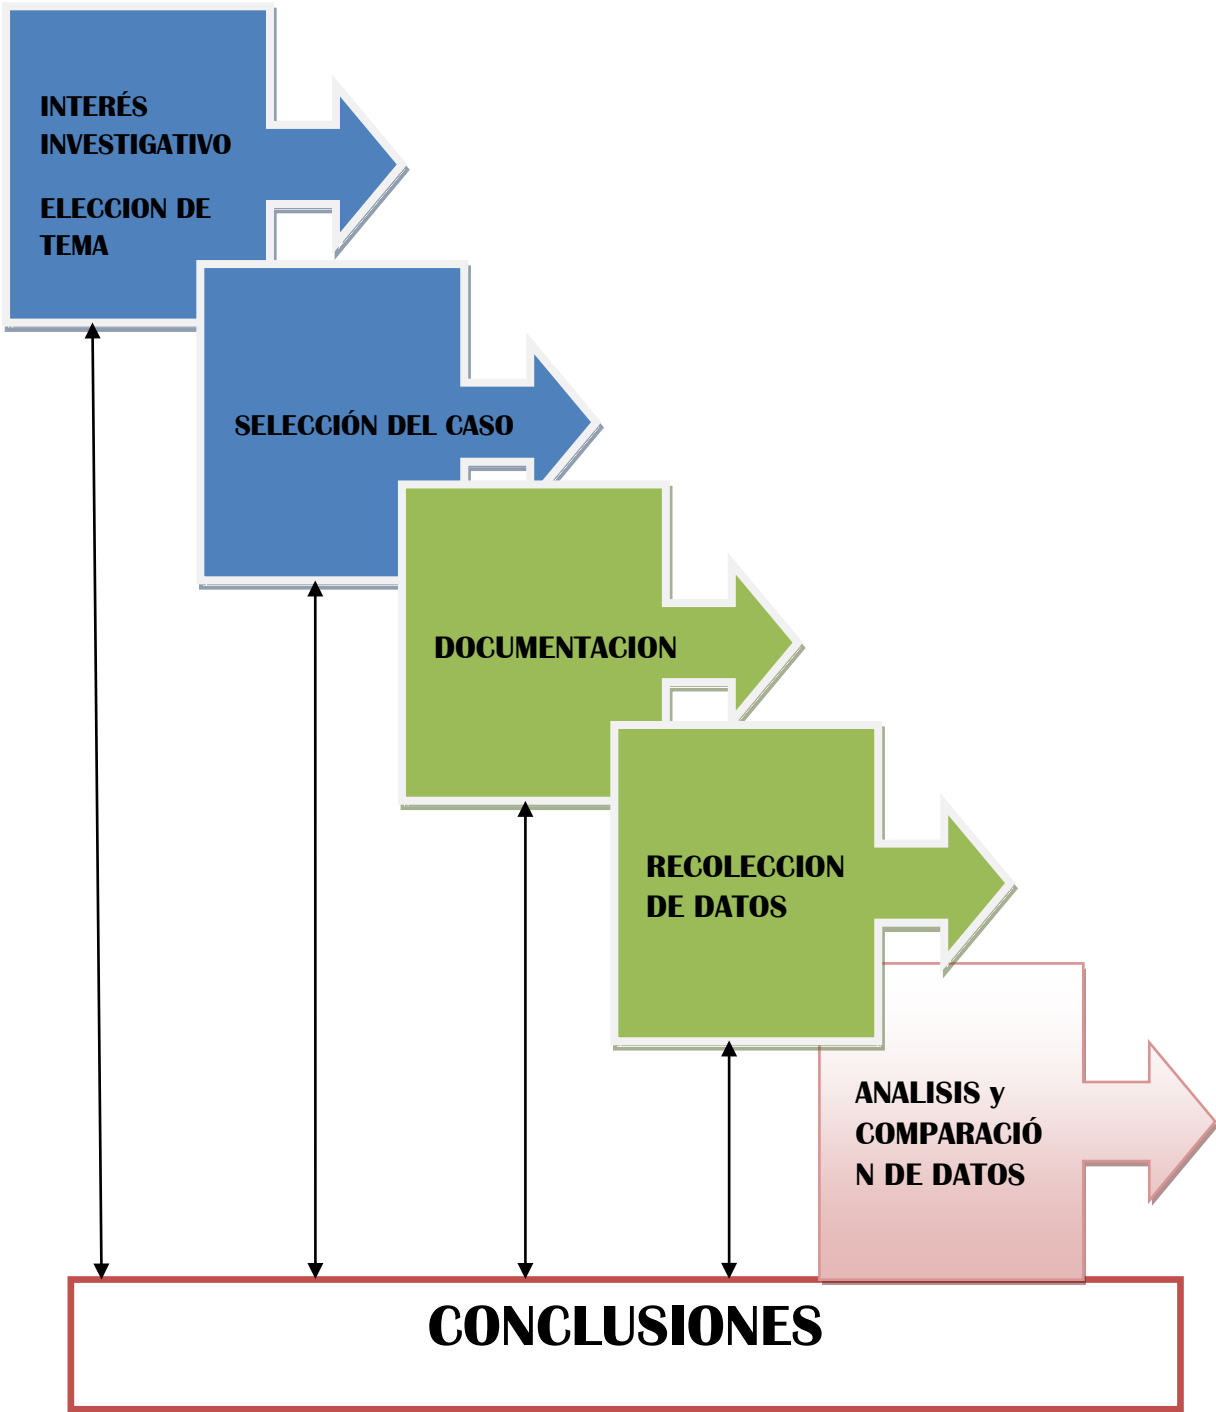 INTERÉS
INVESTIGATIVO
ELECCION DE
TEMA
SELECCIÓN DEL CASO
DOCUMENTACION
RECOLECCION
DE DATOS
ANALISIS y
COMPARACIÓ
N DE DATOS
CONCLUSIONES